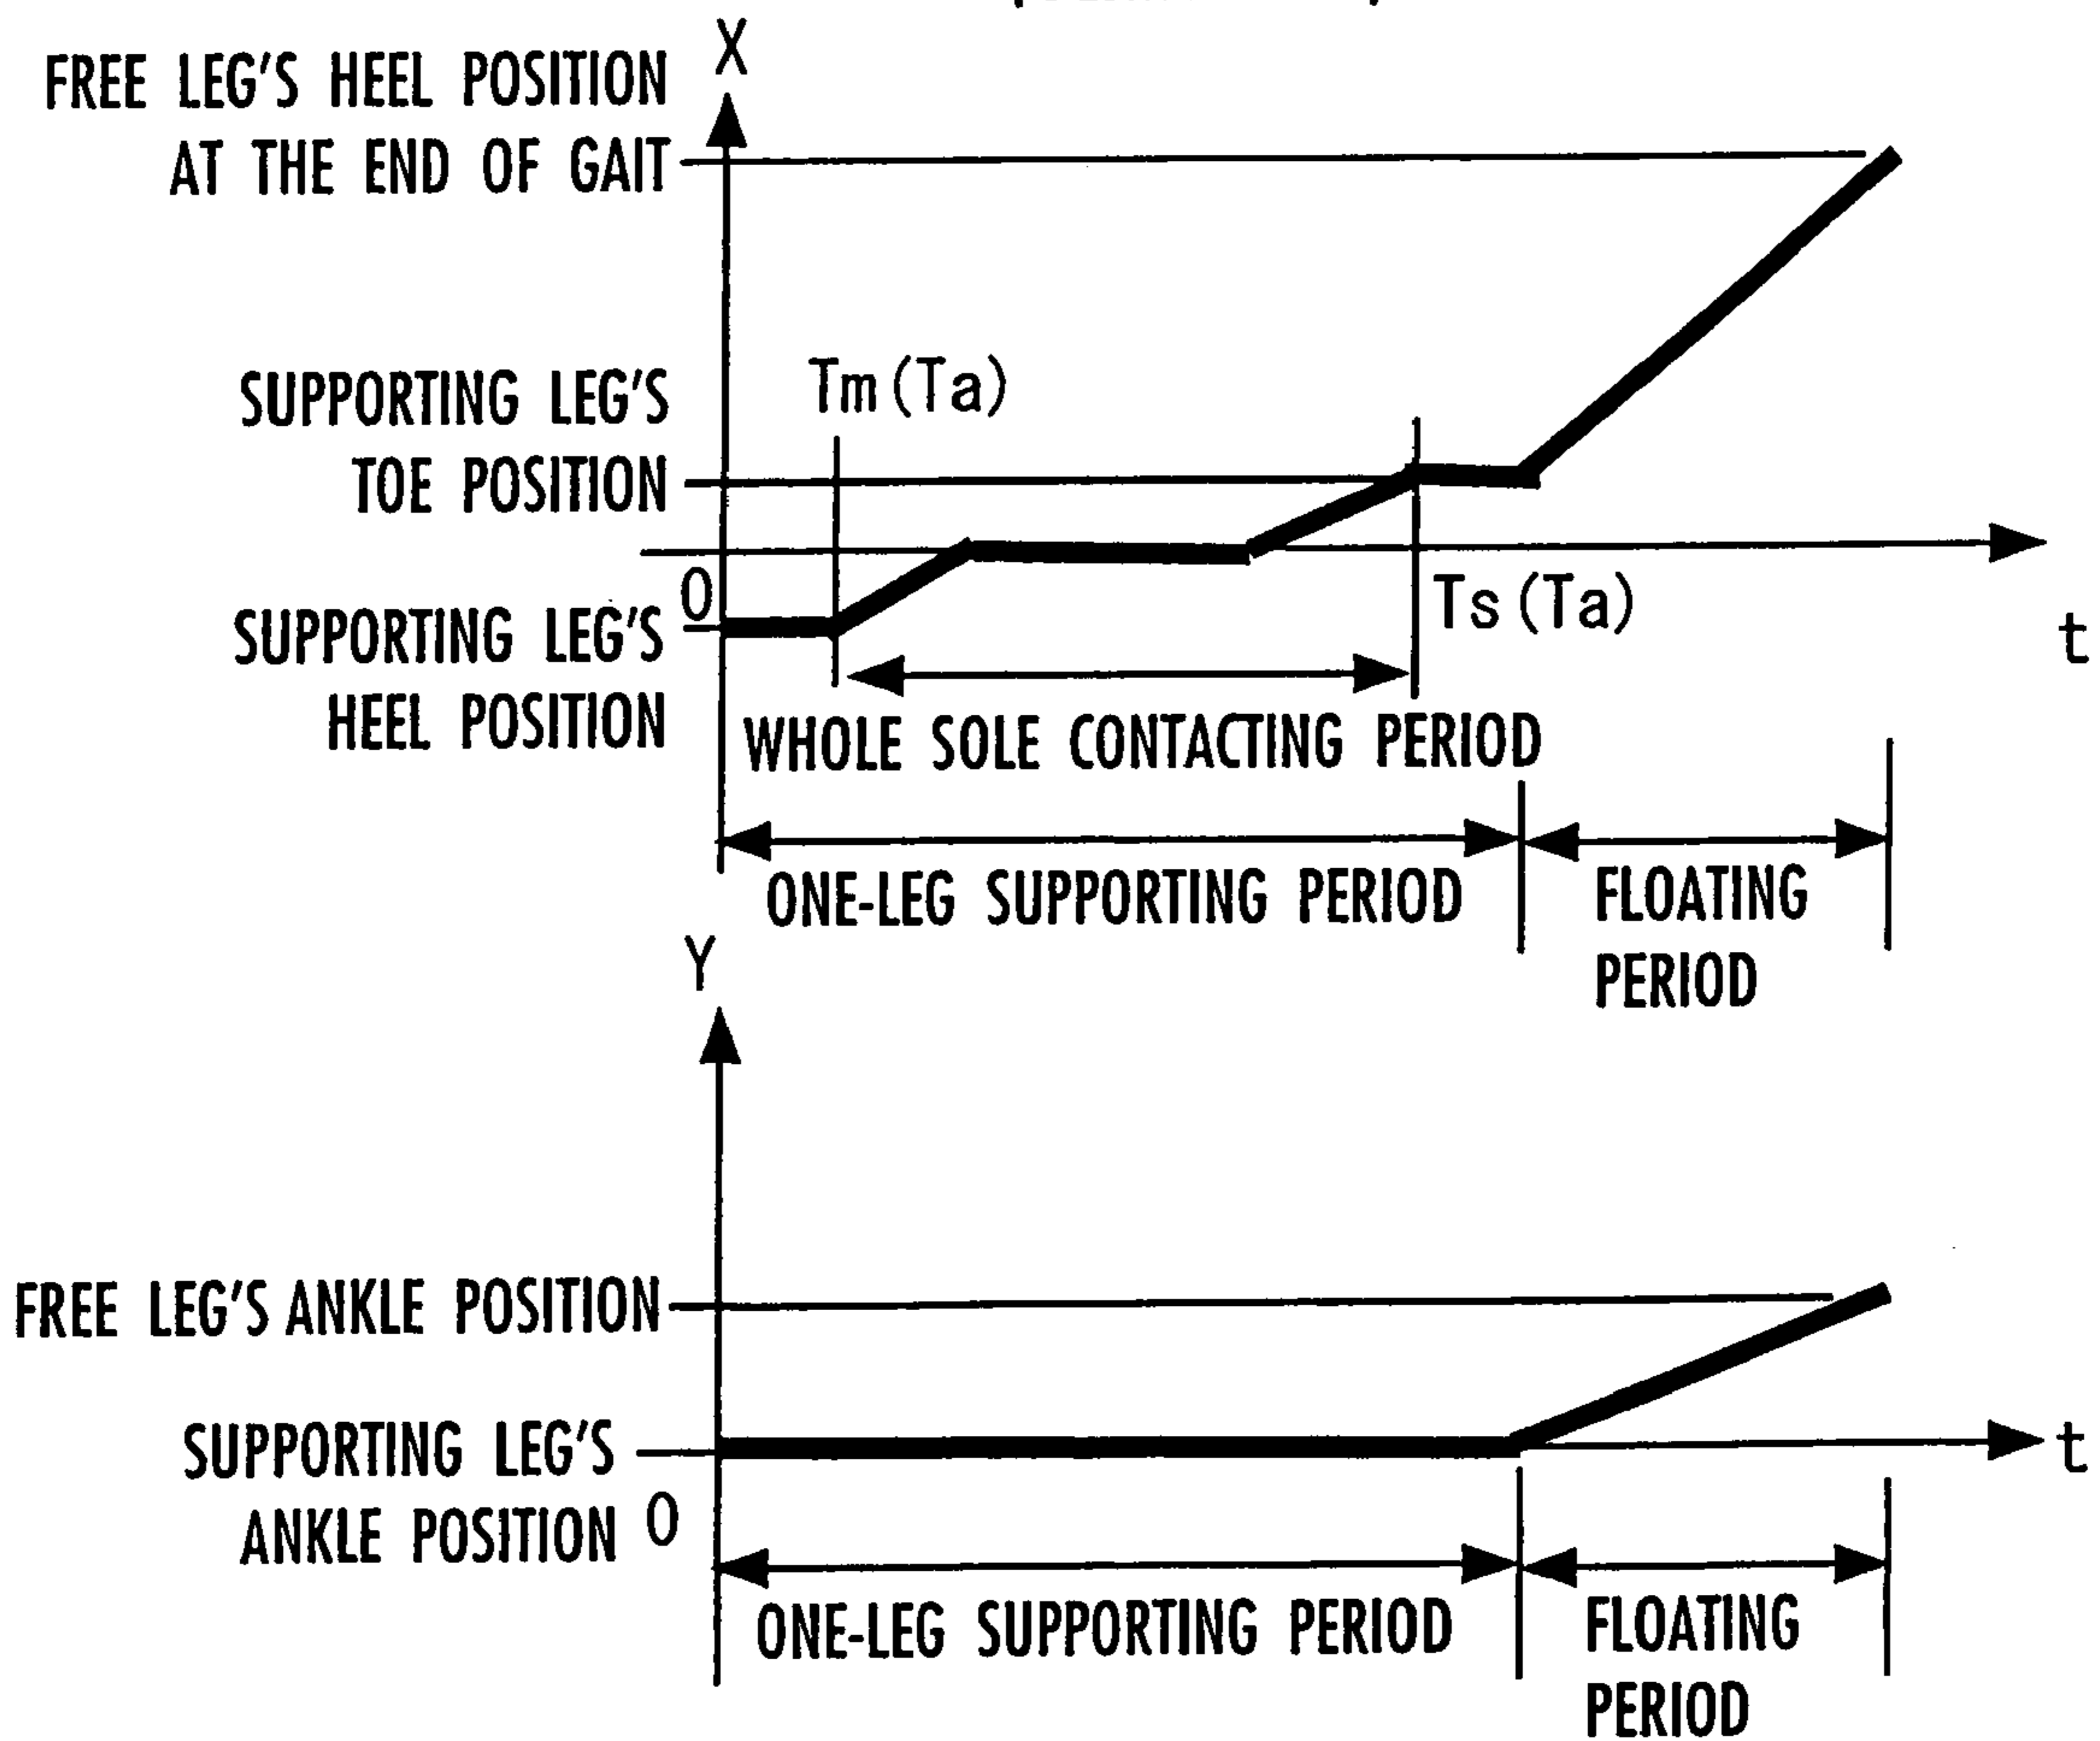 X
FREE LEG'S HEEL POSITION
AT THE END OF GAIT
Tm (Ta)
SUPPORTING LEG'S
TOE POSITION
0
Ts (Ta)
t
SUPPORTING LEG'S
HEEL POSITION
WHOLE SOLE CONTACTING PERIOD
ONE-LEG SUPPORTING PERIOD
FLOATING
PERIOD
Y
FREE LEG'S ANKLE POSITION
SUPPORTING LEG'S
ANKLE POSITION 0
t
ONE-LEG SUPPORTING PERIOD
FLOATING
PERIOD